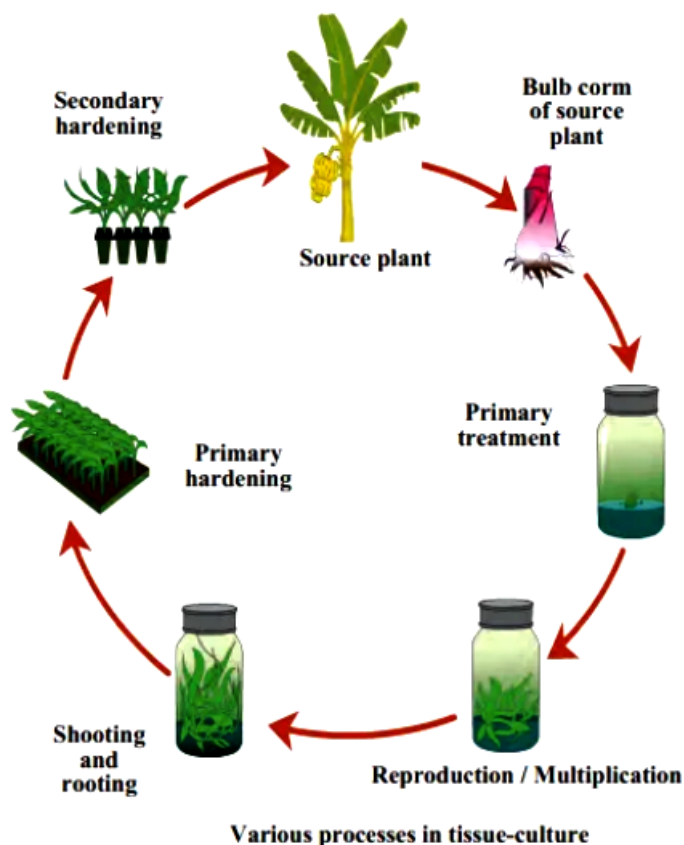 Secondary
hardening
Source plant
Bulb corm
of source
plant
Primary
treatment
Primary
hardening
Shooting
and
rooting
Reproduction / Multiplication
Various processes in tissue-culture